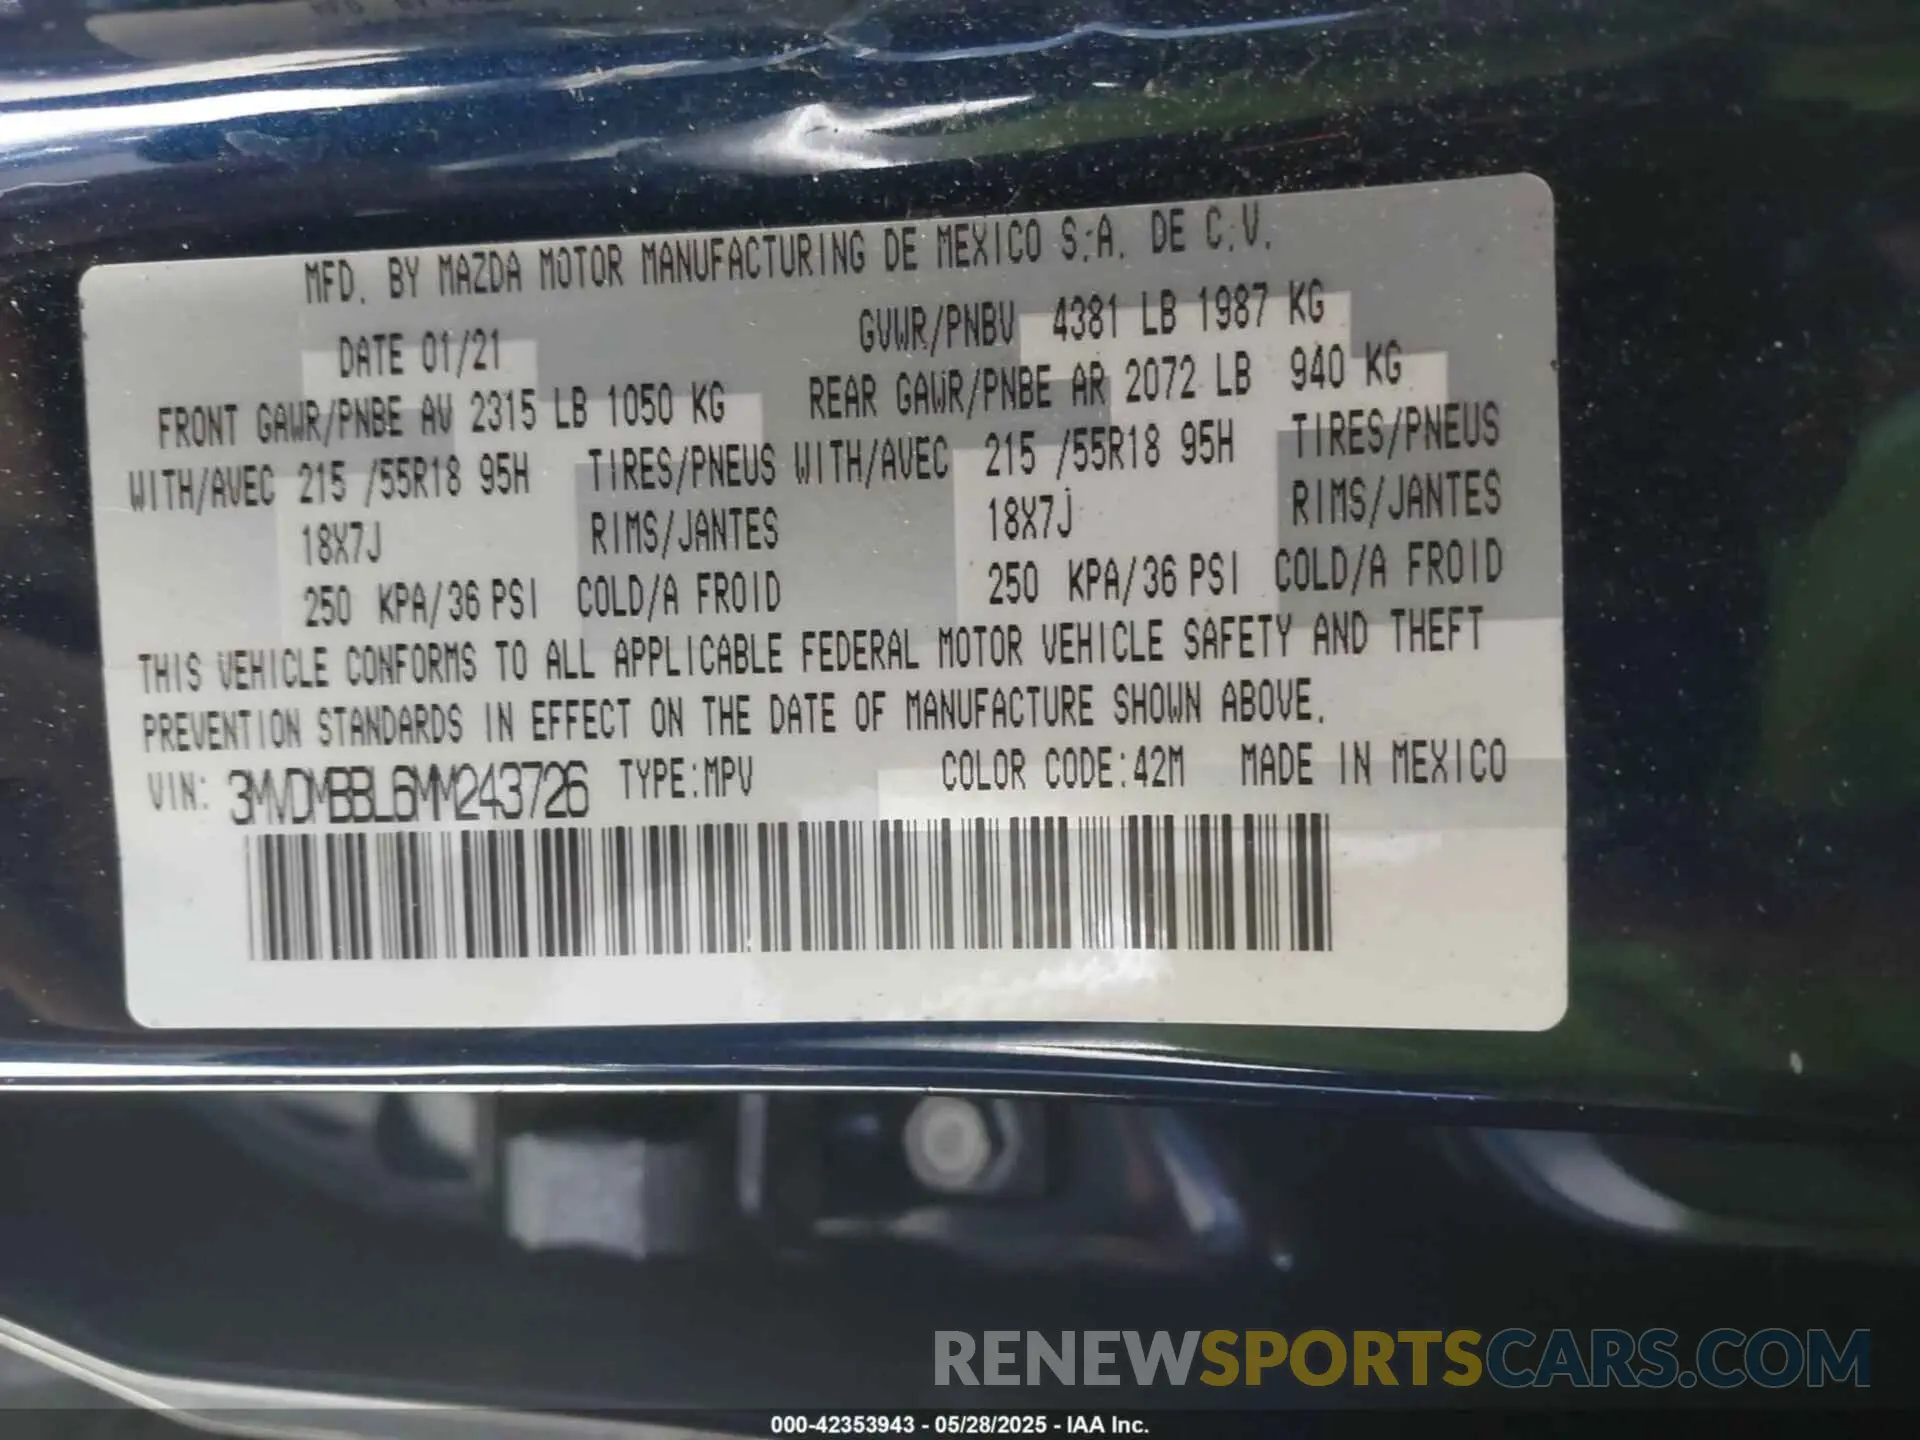 MFD. BY MAZDA MOTOR MANUFACTURING DE MEXICO S.A. DE C.V.
DATE 01/21 GVWR/PNBV 4381 LB 1987 KG
FRONT GAWR/PNBE AV 2315 LB 1050 KG REAR GAWR/PNBE AR 2072 LB 940 KG
WITH/AVEC 215 /55R18 95H TIRES/PNEUS WITH/AVEC 215 /55R18 95H TIRES/PNEUS
18X7J RIMS/JANTES 18X7J RIMS/JANTES
250 KPA/36 PSI COLD/A FROID 250 KPA/36 PSI COLD/A FROID
THIS VEHICLE CONFORMS TO ALL APPLICABLE FEDERAL MOTOR VEHICLE SAFETY AND THEFT
PREVENTION STANDARDS IN EFFECT ON THE DATE OF MANUFACTURE SHOWN ABOVE.
VIN: 3MVDMBBL6MM243726 TYPE:MPV COLOR CODE:42M MADE IN MEXICO
RENEWSPORTSCARS.COM
000-42353943 - 05/28/2025 - IAA Inc.